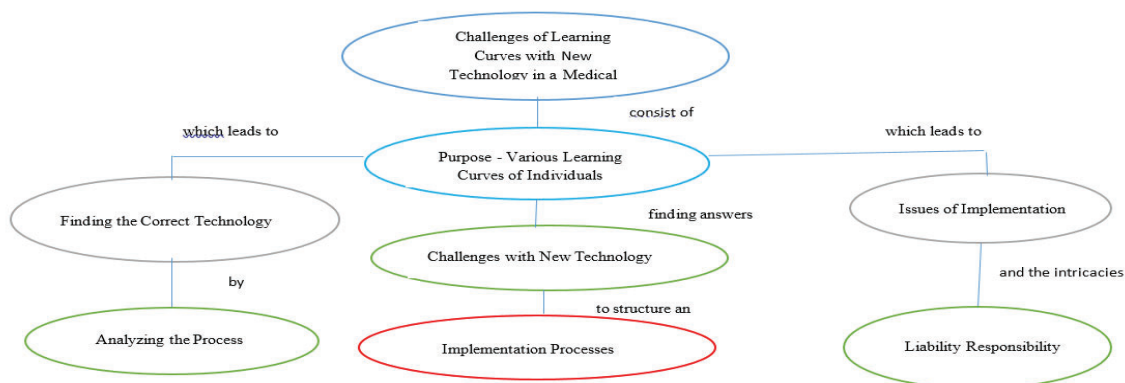 Challenges of Learning
Curves with New
Technology in a Medical
consist of
which leads to
which leads to
Purpose - Various Learning
Curves of Individuals
Finding the Correct Technology
finding answers
Issues of Implementation
Challenges with New Technology
by
and the intricacies
to structure an
Analyzing the Process
Implementation Processes
Liability Responsibility